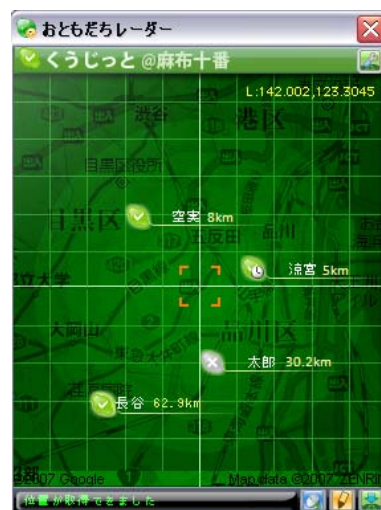 おともだちレーダー
くうじっと @麻布十番
L:142.002,123.3045
渋谷
港区
目黒区役所
目黒区
空実 8km
五反田
品川
涼宮 5km
立大学
大岡山
品川区
太郎 30.2km
長谷 62.9km
©2007 Google
Map data ©2007 ZENRI
位置が取得できました